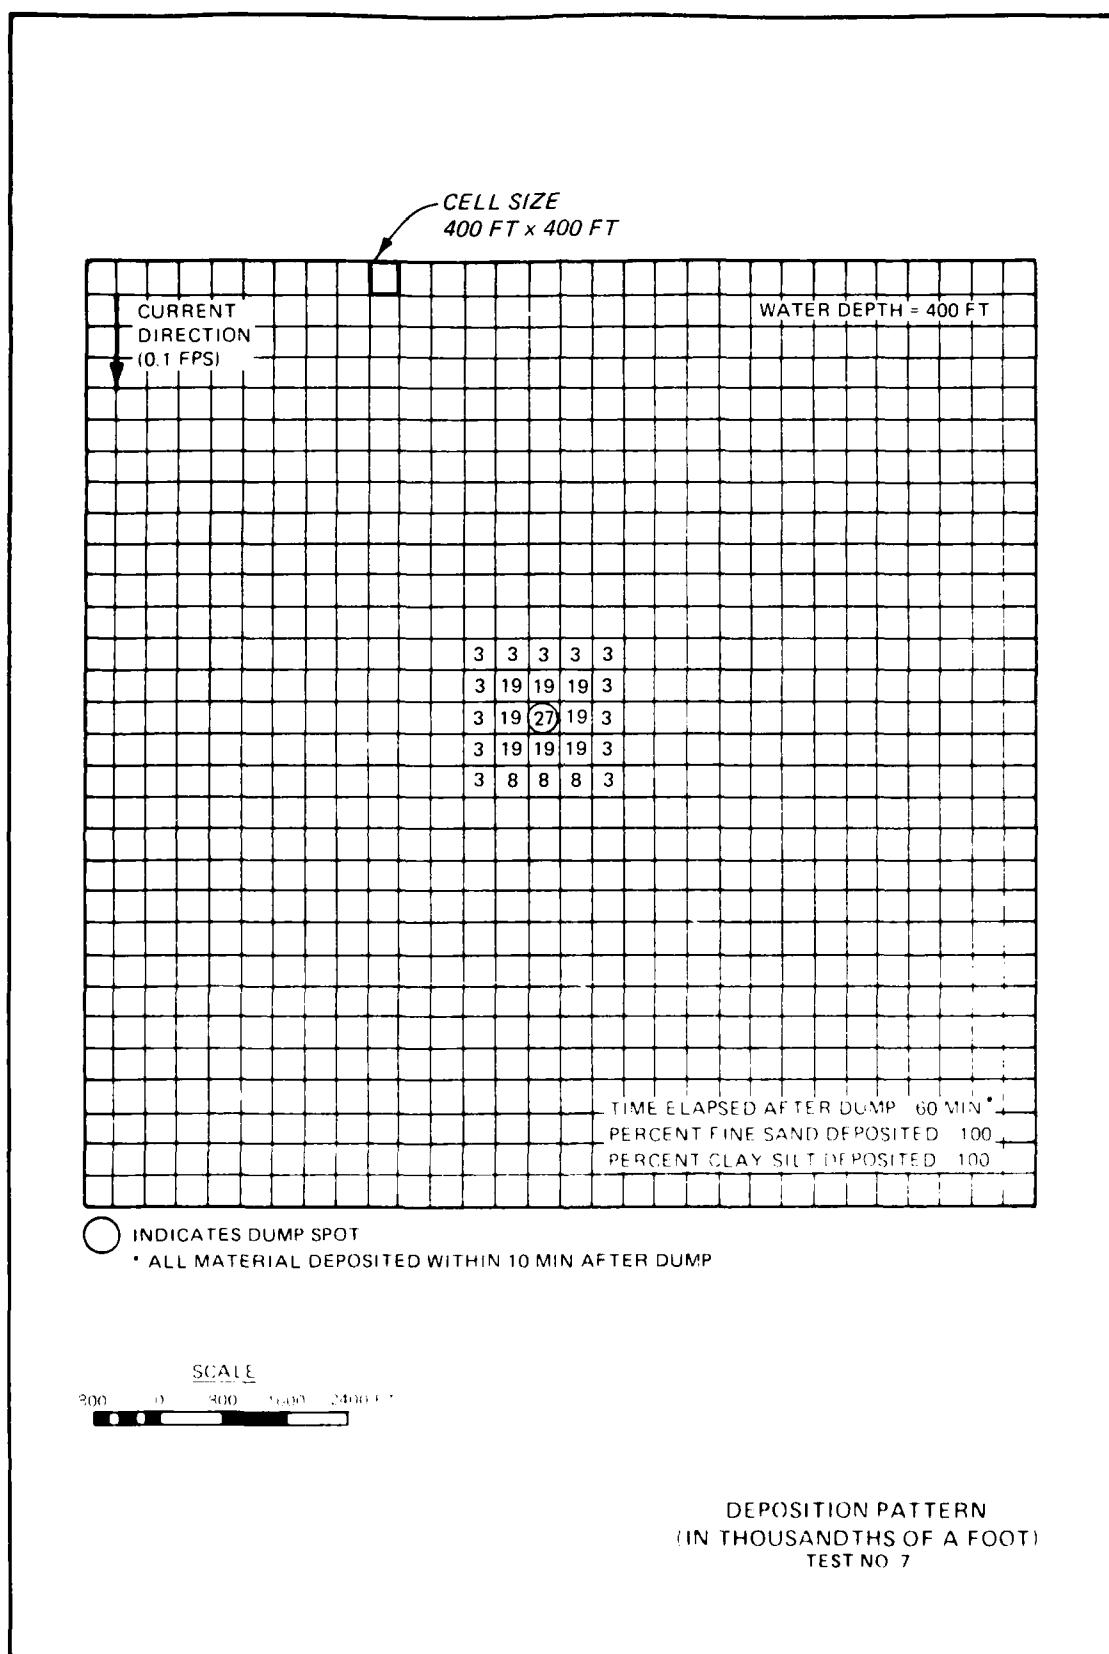 CELL SIZE
400 FT x 400 FT
CURRENT
DIRECTION
(0.1 FPS)
WATER DEPTH = 400 FT
3 3 3 3 3
3 19 19 19 3
3 19 27 19 3
3 19 19 19 3
3 8 8 8 3
TIME ELAPSED AFTER DUMP 60 MIN*
PERCENT FINE SAND DEPOSITED 100
PERCENT CLAY SILT DEPOSITED 100
INDICATES DUMP SPOT
* ALL MATERIAL DEPOSITED WITHIN 10 MIN AFTER DUMP
SCALE
800 0 800 1600 2400 FT
DEPOSITION PATTERN
(IN THOUSANDTHS OF A FOOT)
TEST NO 7